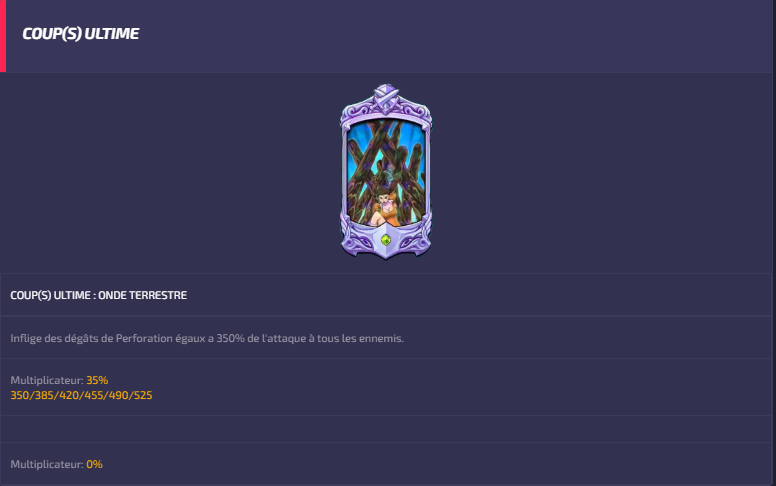 COUP(S) ULTIME
COUP(S) ULTIME : ONDE TERRESTRE
Inflige des dégâts de Perforation égaux a 350% de l'attaque à tous les ennemis.
Multiplicateur: 35%
350/385/420/455/490/525
Multiplicateur: 0%